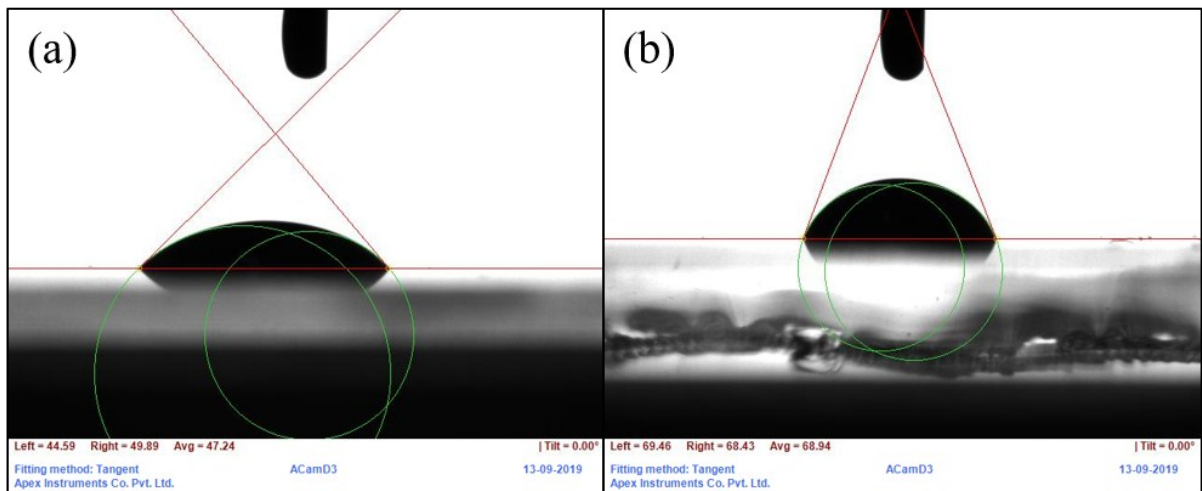 (a)
Left = 44.59 Right = 49.89 Avg = 47.24 | Tilt = 0.00°
Fitting method: Tangent ACamD3 13-09-2019
Apex Instruments Co. Pvt. Ltd.
(b)
Left = 69.46 Right = 68.43 Avg = 68.94 | Tilt = 0.00°
Fitting method: Tangent ACamD3 13-09-2019
Apex Instruments Co. Pvt. Ltd.